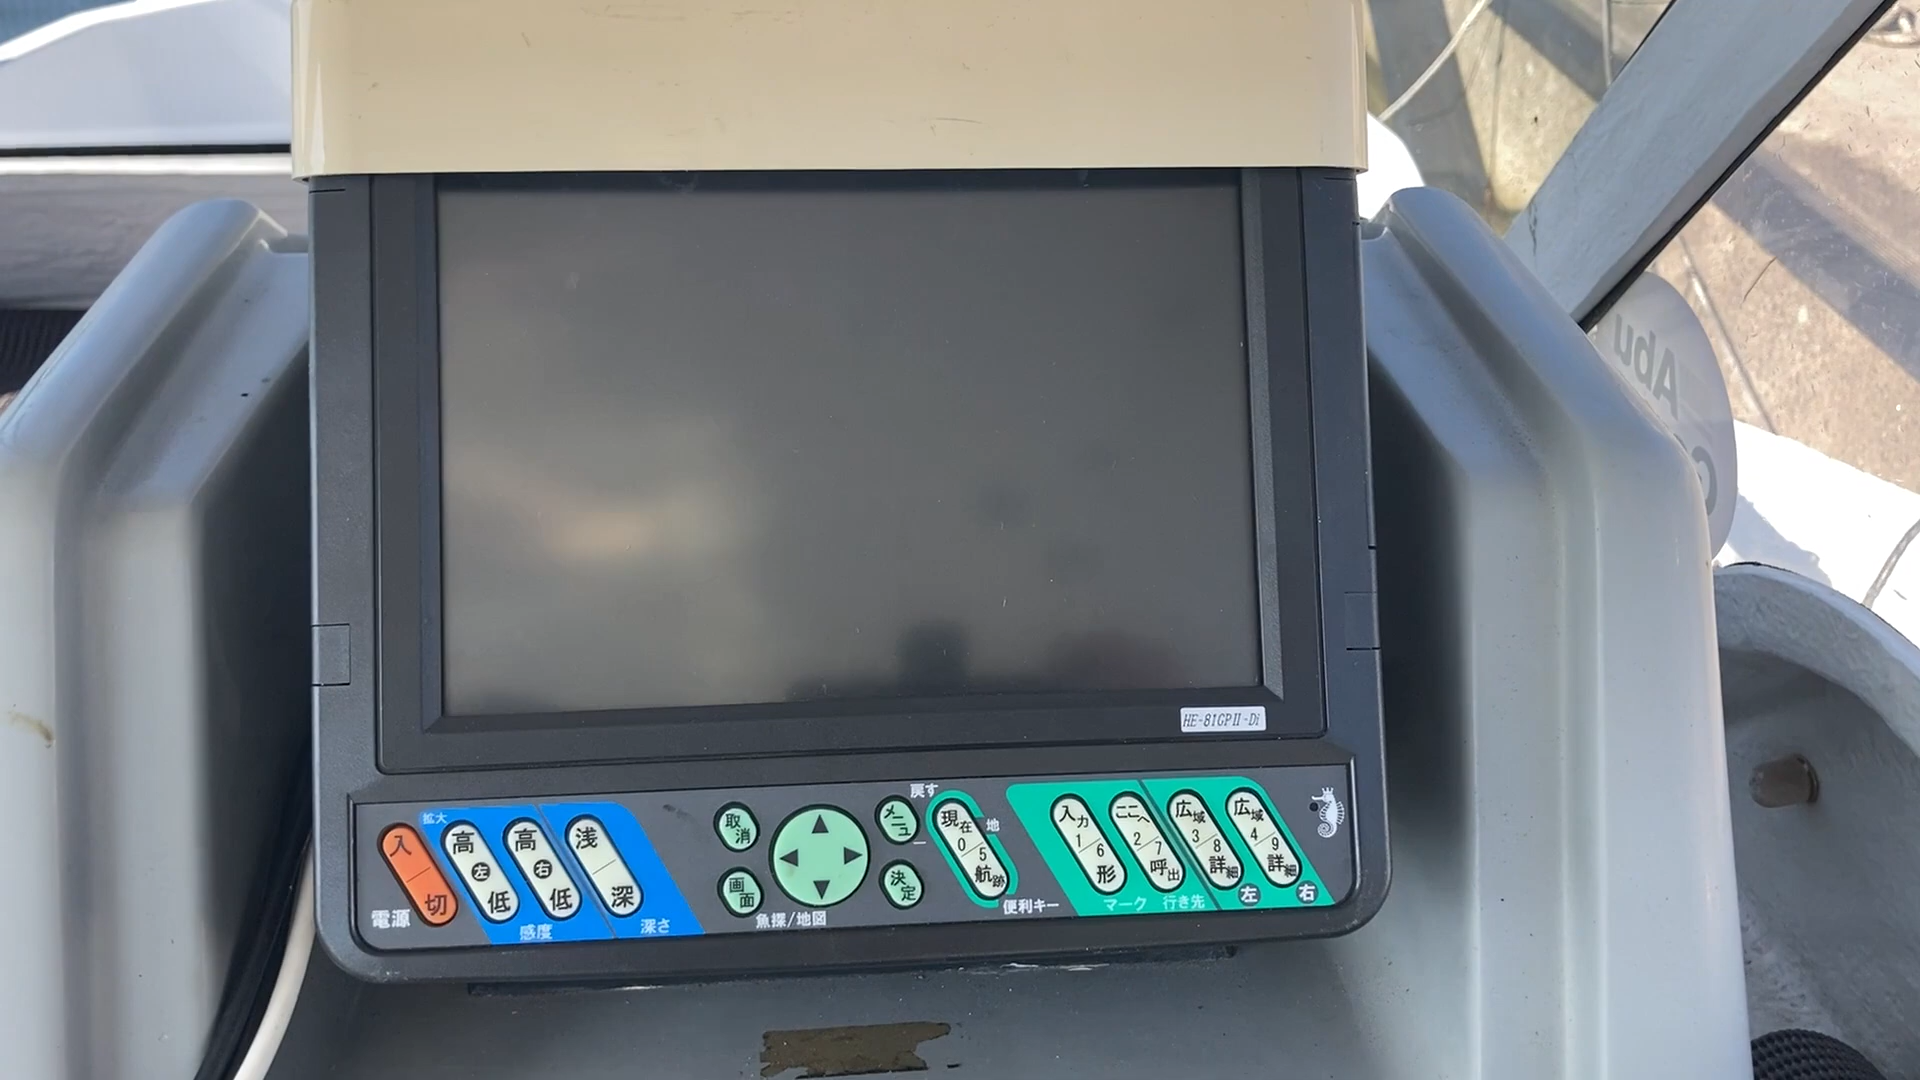 Abu
HE-81GPII-Di
入
切
電源
拡大
高
左
低
高
右
低
感度
浅
深
深さ
取消
画面
魚探/地図
戻す
メニュー
決定
現在
0/5
航跡
地
便利キー
入力
1/6
形
マーク
ここへ
2/7
呼出
行き先
広域
3/8
詳細
左
広域
4/9
詳細
右